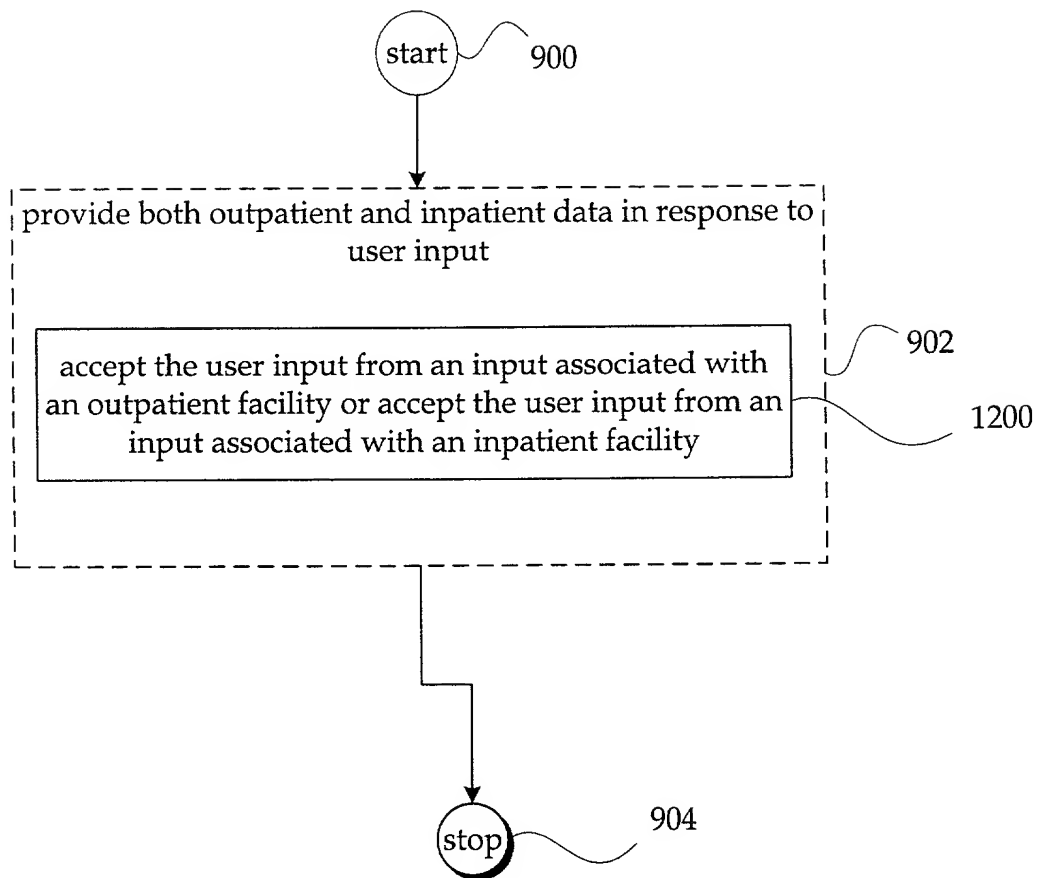 start
900
provide both outpatient and inpatient data in response to
user input
902
accept the user input from an input associated with
an outpatient facility or accept the user input from an
input associated with an inpatient facility
1200
stop
904